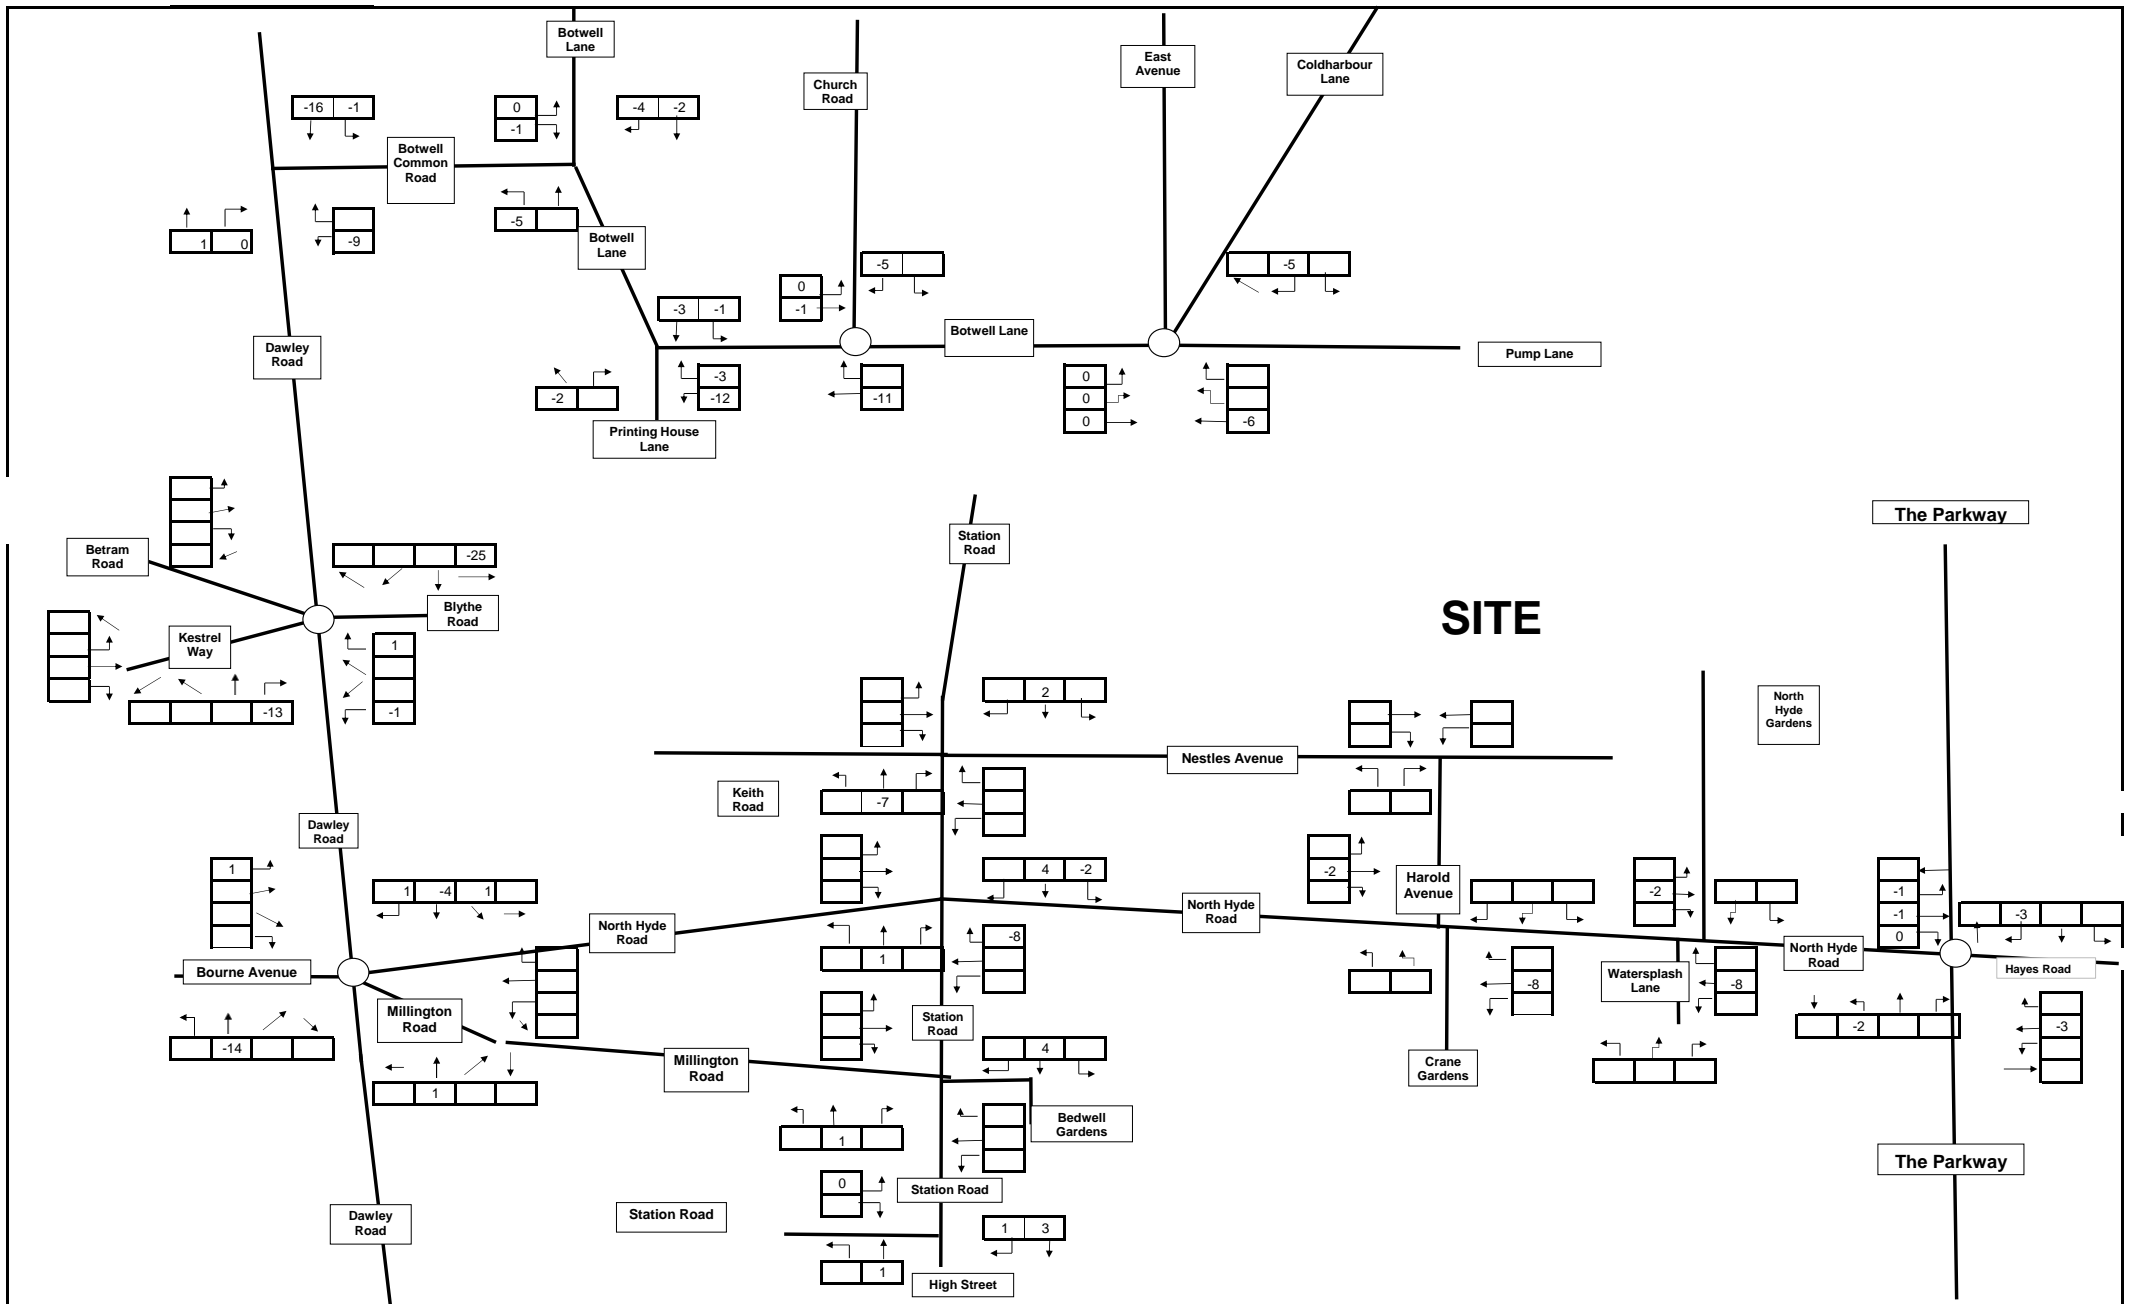 Botwell
Lane
East
Avenue
Coldharbour
Lane
Church
Road
-16 -1
0
-1
-4 -2
Botwell
Common
Road
-5
1 0
-9
Botwell
Lane
-5
-5
0
-1
-3 -1
Botwell Lane
Dawley
Road
Pump Lane
-2
-3
-12
-11
0
0
0
-6
Printing House
Lane
The Parkway
Station
Road
Betram
Road
-25
SITE
Blythe
Road
Kestrel
Way
1
-1
-13
2
North
Hyde
Gardens
Nestles Avenue
Keith
Road
-7
Dawley
Road
1
1 -4 1
4 -2
-2
Harold
Avenue
-2
-1
-1
0
-3
North Hyde
Road
North Hyde
Road
-8
1
North Hyde
Road
Bourne Avenue
Hayes Road
Watersplash
Lane
-8
-8
Millington
Road
Station
Road
-2
-3
-14
4
Millington
Road
Crane
Gardens
1
Bedwell
Gardens
1
The Parkway
0
Station Road
Station Road
Dawley
Road
1 3
1
High Street